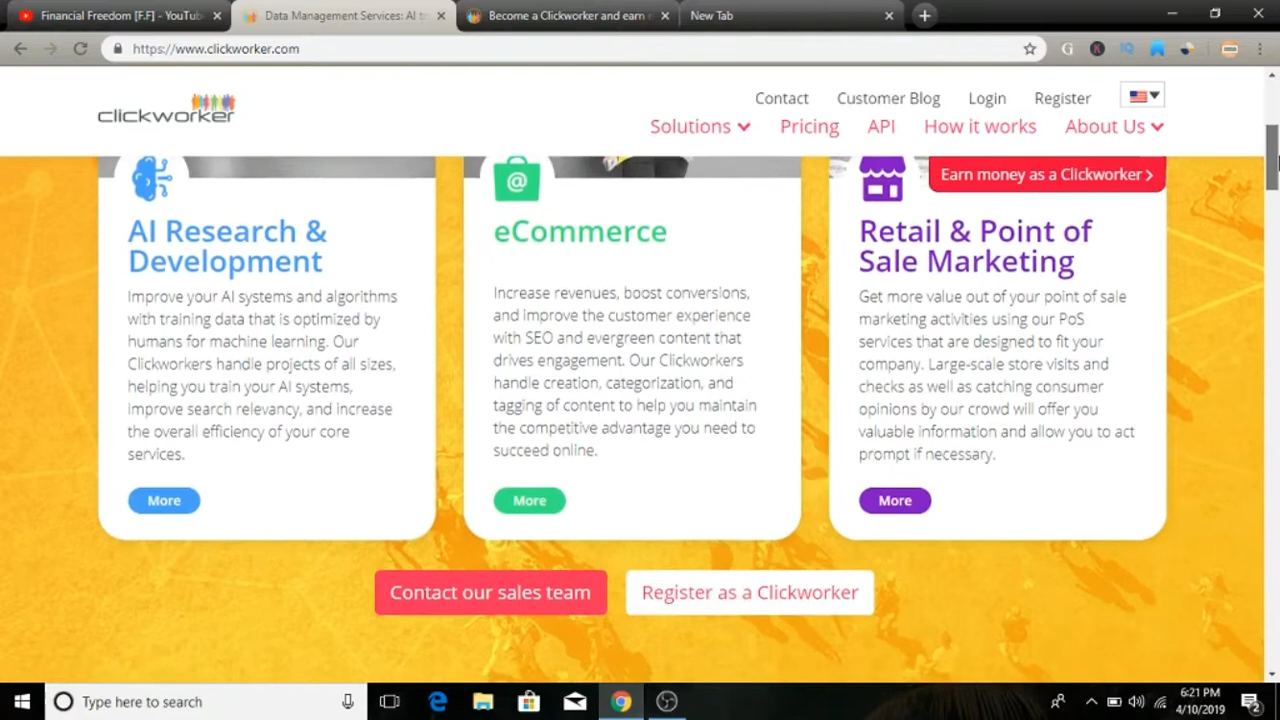 Financial Freedom [F.F] - YouTub
Data Management Services: AI t
Become a Clickworker and earn
New Tab
https://www.clickworker.com
clickworker
Contact
Customer Blog
Login
Register
Solutions
Pricing
API
How it works
About Us
Earn money as a Clickworker >
AI Research &
Development
Improve your AI systems and algorithms
with training data that is optimized by
humans for machine learning. Our
Clickworkers handle projects of all sizes,
helping you train your AI systems,
improve search relevancy, and increase
the overall efficiency of your core
services.
More
@
eCommerce
Increase revenues, boost conversions,
and improve the customer experience
with SEO and evergreen content that
drives engagement. Our Clickworkers
handle creation, categorization, and
tagging of content to help you maintain
the competitive advantage you need to
succeed online.
More
Retail & Point of
Sale Marketing
Get more value out of your point of sale
marketing activities using our PoS
services that are designed to fit your
company. Large-scale store visits and
checks as well as catching consumer
opinions by our crowd will offer you
valuable information and allow you to act
prompt if necessary.
More
Contact our sales team
Register as a Clickworker
Type here to search
6:21 PM
4/10/2019
2